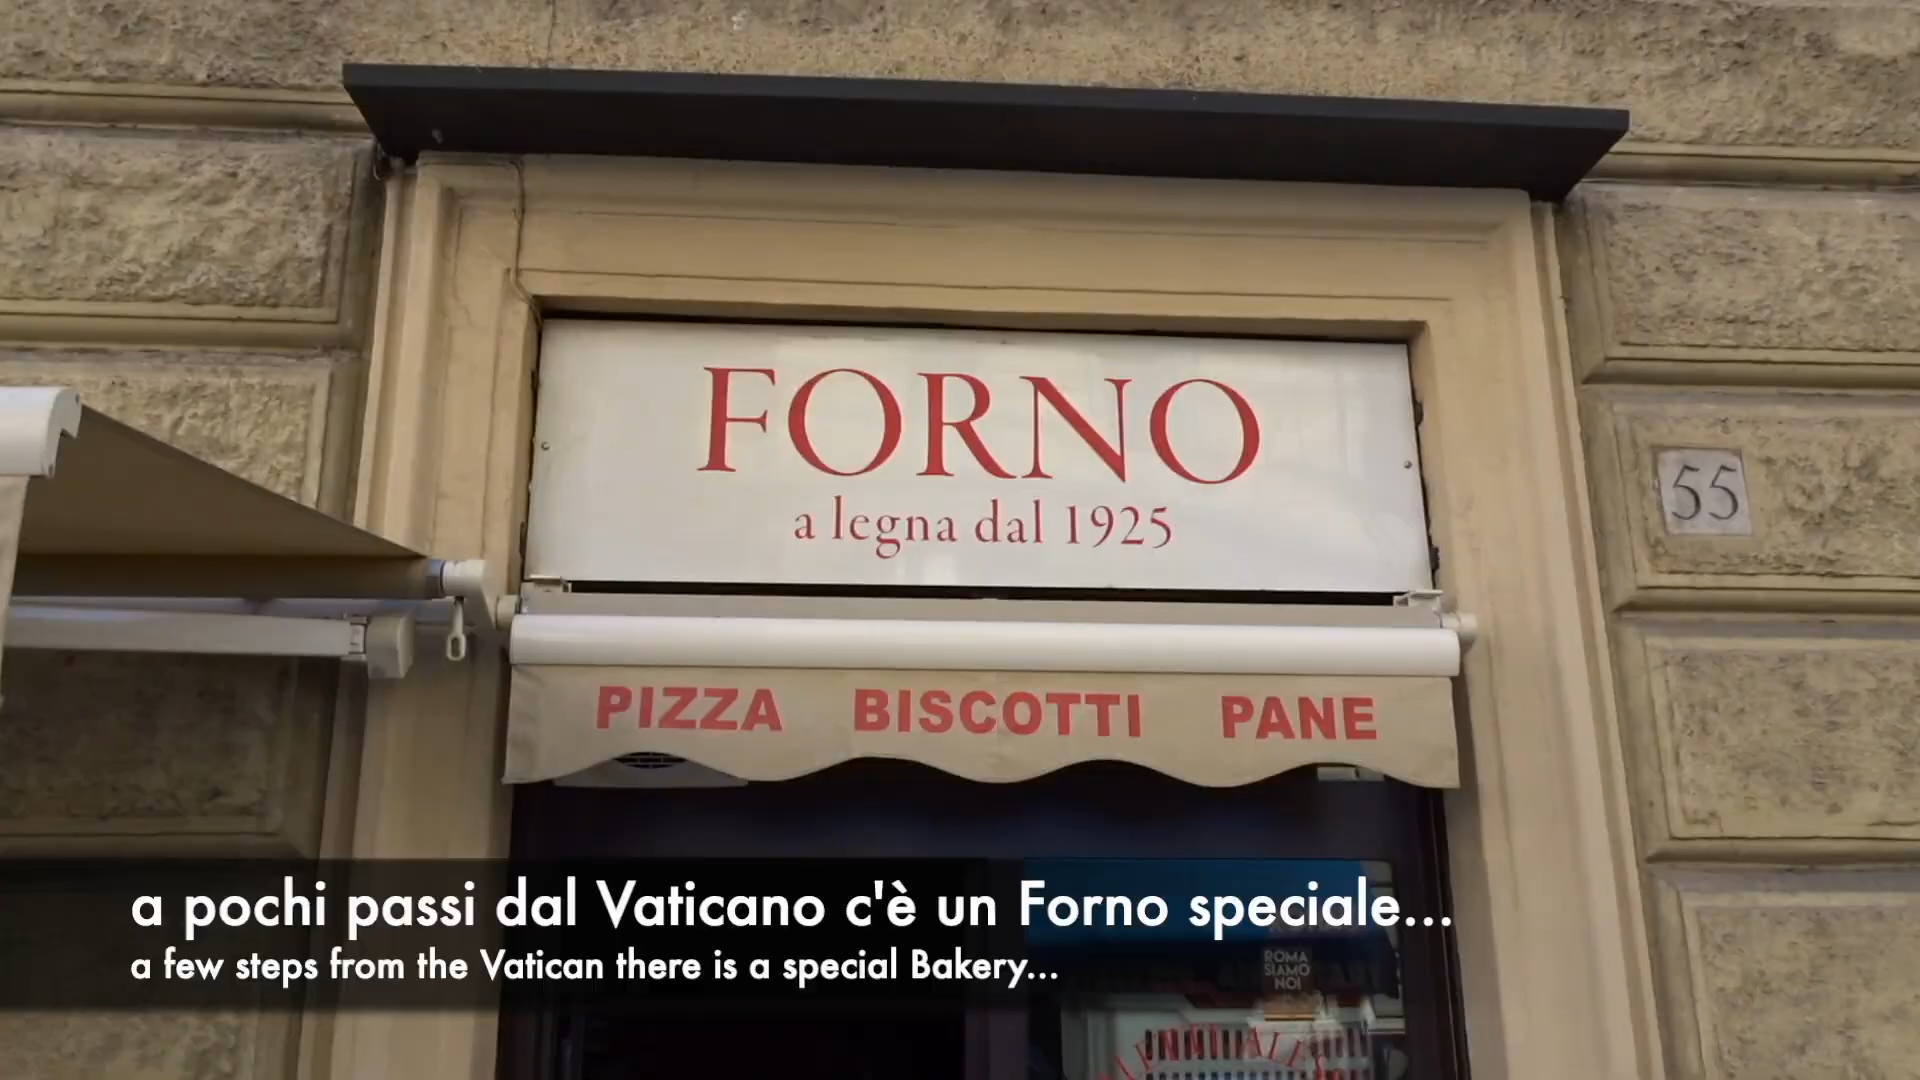 FORNO
a legna dal 1925
55
PIZZA BISCOTTI PANE
a pochi passi dal Vaticano c'è un Forno speciale...
a few steps from the Vatican there is a special Bakery...
ROMA
SIAMO
NOI